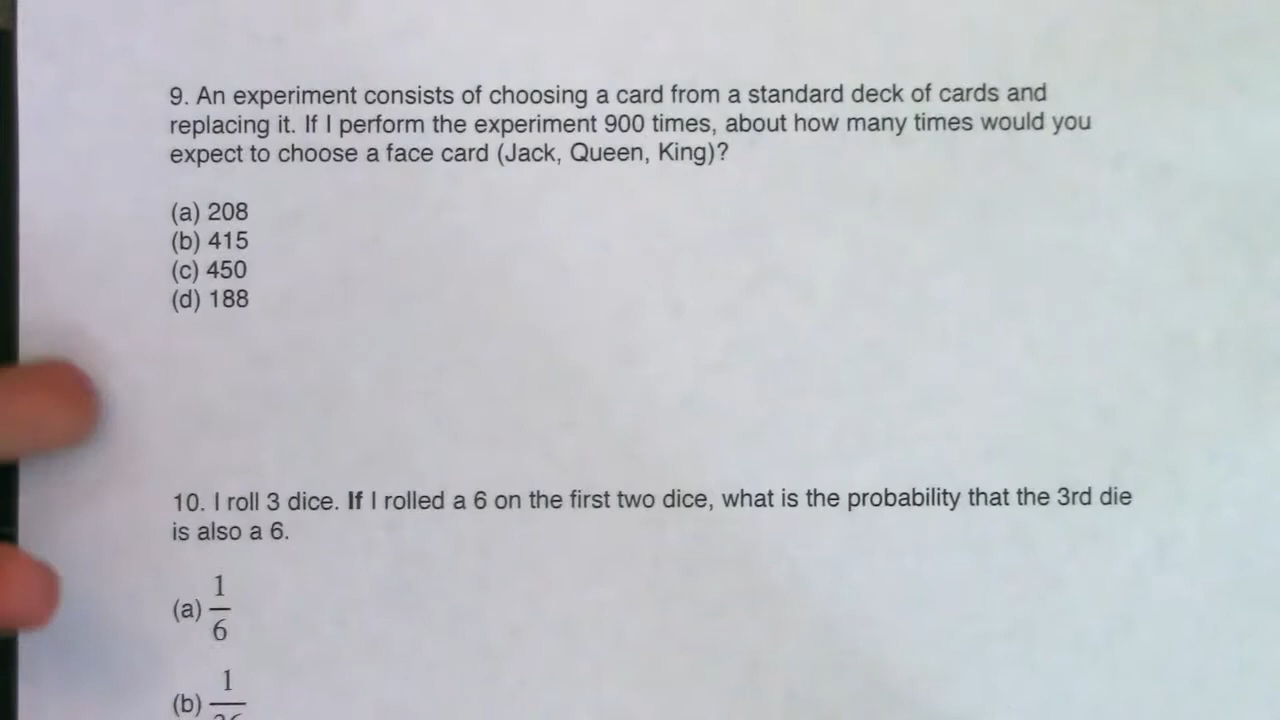 9. An experiment consists of choosing a card from a standard deck of cards and
replacing it. If I perform the experiment 900 times, about how many times would you
expect to choose a face card (Jack, Queen, King)?
(a) 208
(b) 415
(c) 450
(d) 188
10. I roll 3 dice. If I rolled a 6 on the first two dice, what is the probability that the 3rd die
is also a 6.
(a) 1/6
(b) 1